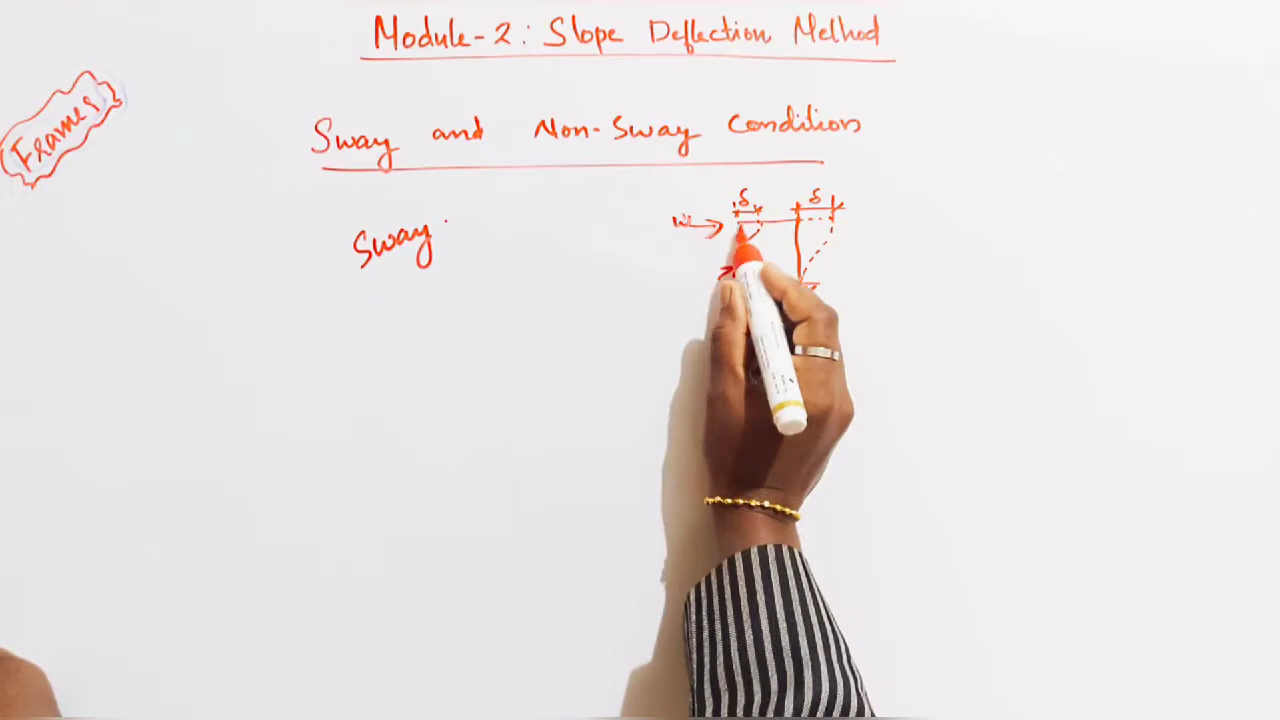 Module-2: Slope Deflection Method
Frames
Sway and Non-Sway Condition
δ δ
W
Sway: